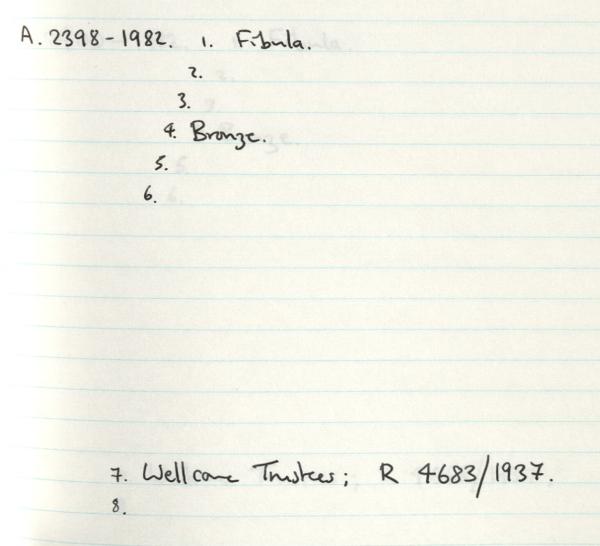 A. 2398-1982. 1. Fibula.
2.
3.
4. Bronze.
5.
6.
7. Wellcome Trustees; R 4683/1937.
8.